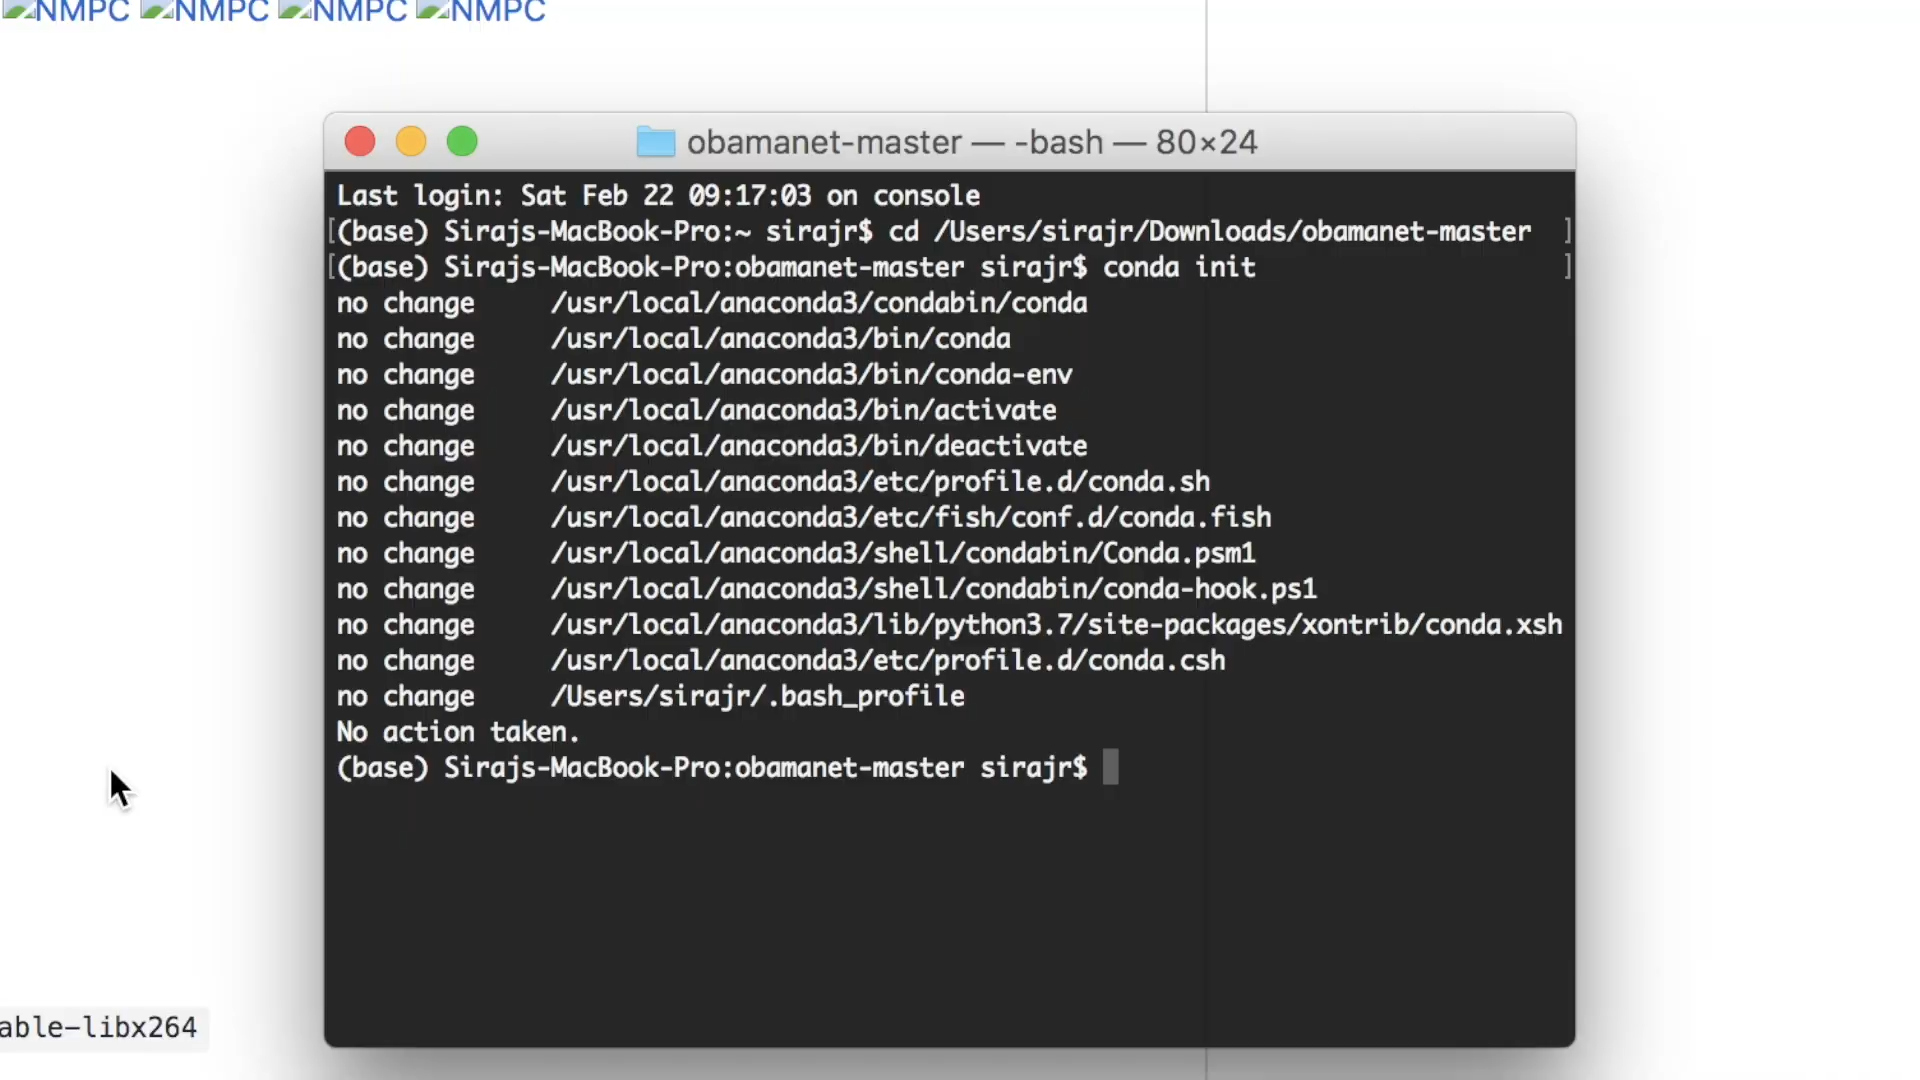 NMPC NMPC NMPC NMPC
obamanet-master — -bash — 80×24
Last login: Sat Feb 22 09:17:03 on console
[(base) Sirajs-MacBook-Pro:~ sirajr$ cd /Users/sirajr/Downloads/obamanet-master ]
[(base) Sirajs-MacBook-Pro:obamanet-master sirajr$ conda init ]
no change /usr/local/anaconda3/condabin/conda
no change /usr/local/anaconda3/bin/conda
no change /usr/local/anaconda3/bin/conda-env
no change /usr/local/anaconda3/bin/activate
no change /usr/local/anaconda3/bin/deactivate
no change /usr/local/anaconda3/etc/profile.d/conda.sh
no change /usr/local/anaconda3/etc/fish/conf.d/conda.fish
no change /usr/local/anaconda3/shell/condabin/Conda.psm1
no change /usr/local/anaconda3/shell/condabin/conda-hook.ps1
no change /usr/local/anaconda3/lib/python3.7/site-packages/xontrib/conda.xsh
no change /usr/local/anaconda3/etc/profile.d/conda.csh
no change /Users/sirajr/.bash_profile
No action taken.
(base) Sirajs-MacBook-Pro:obamanet-master sirajr$
able-libx264